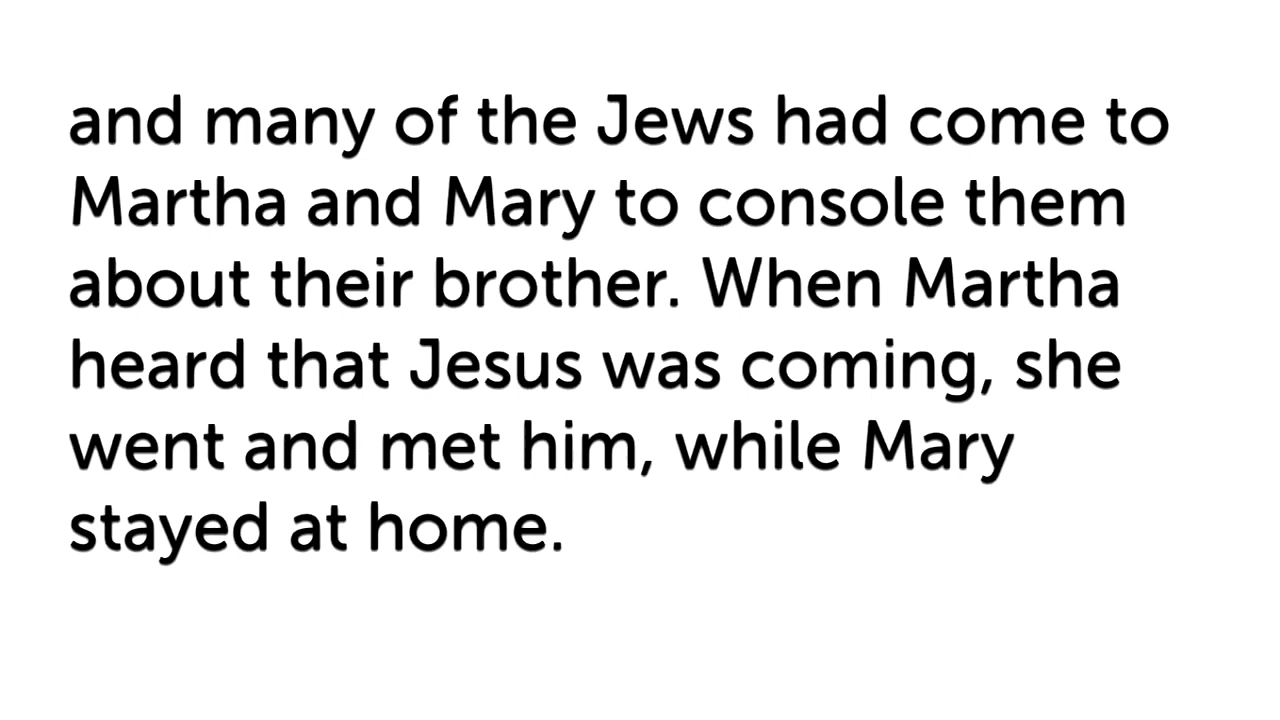 and many of the Jews had come to
Martha and Mary to console them
about their brother. When Martha
heard that Jesus was coming, she
went and met him, while Mary
stayed at home.